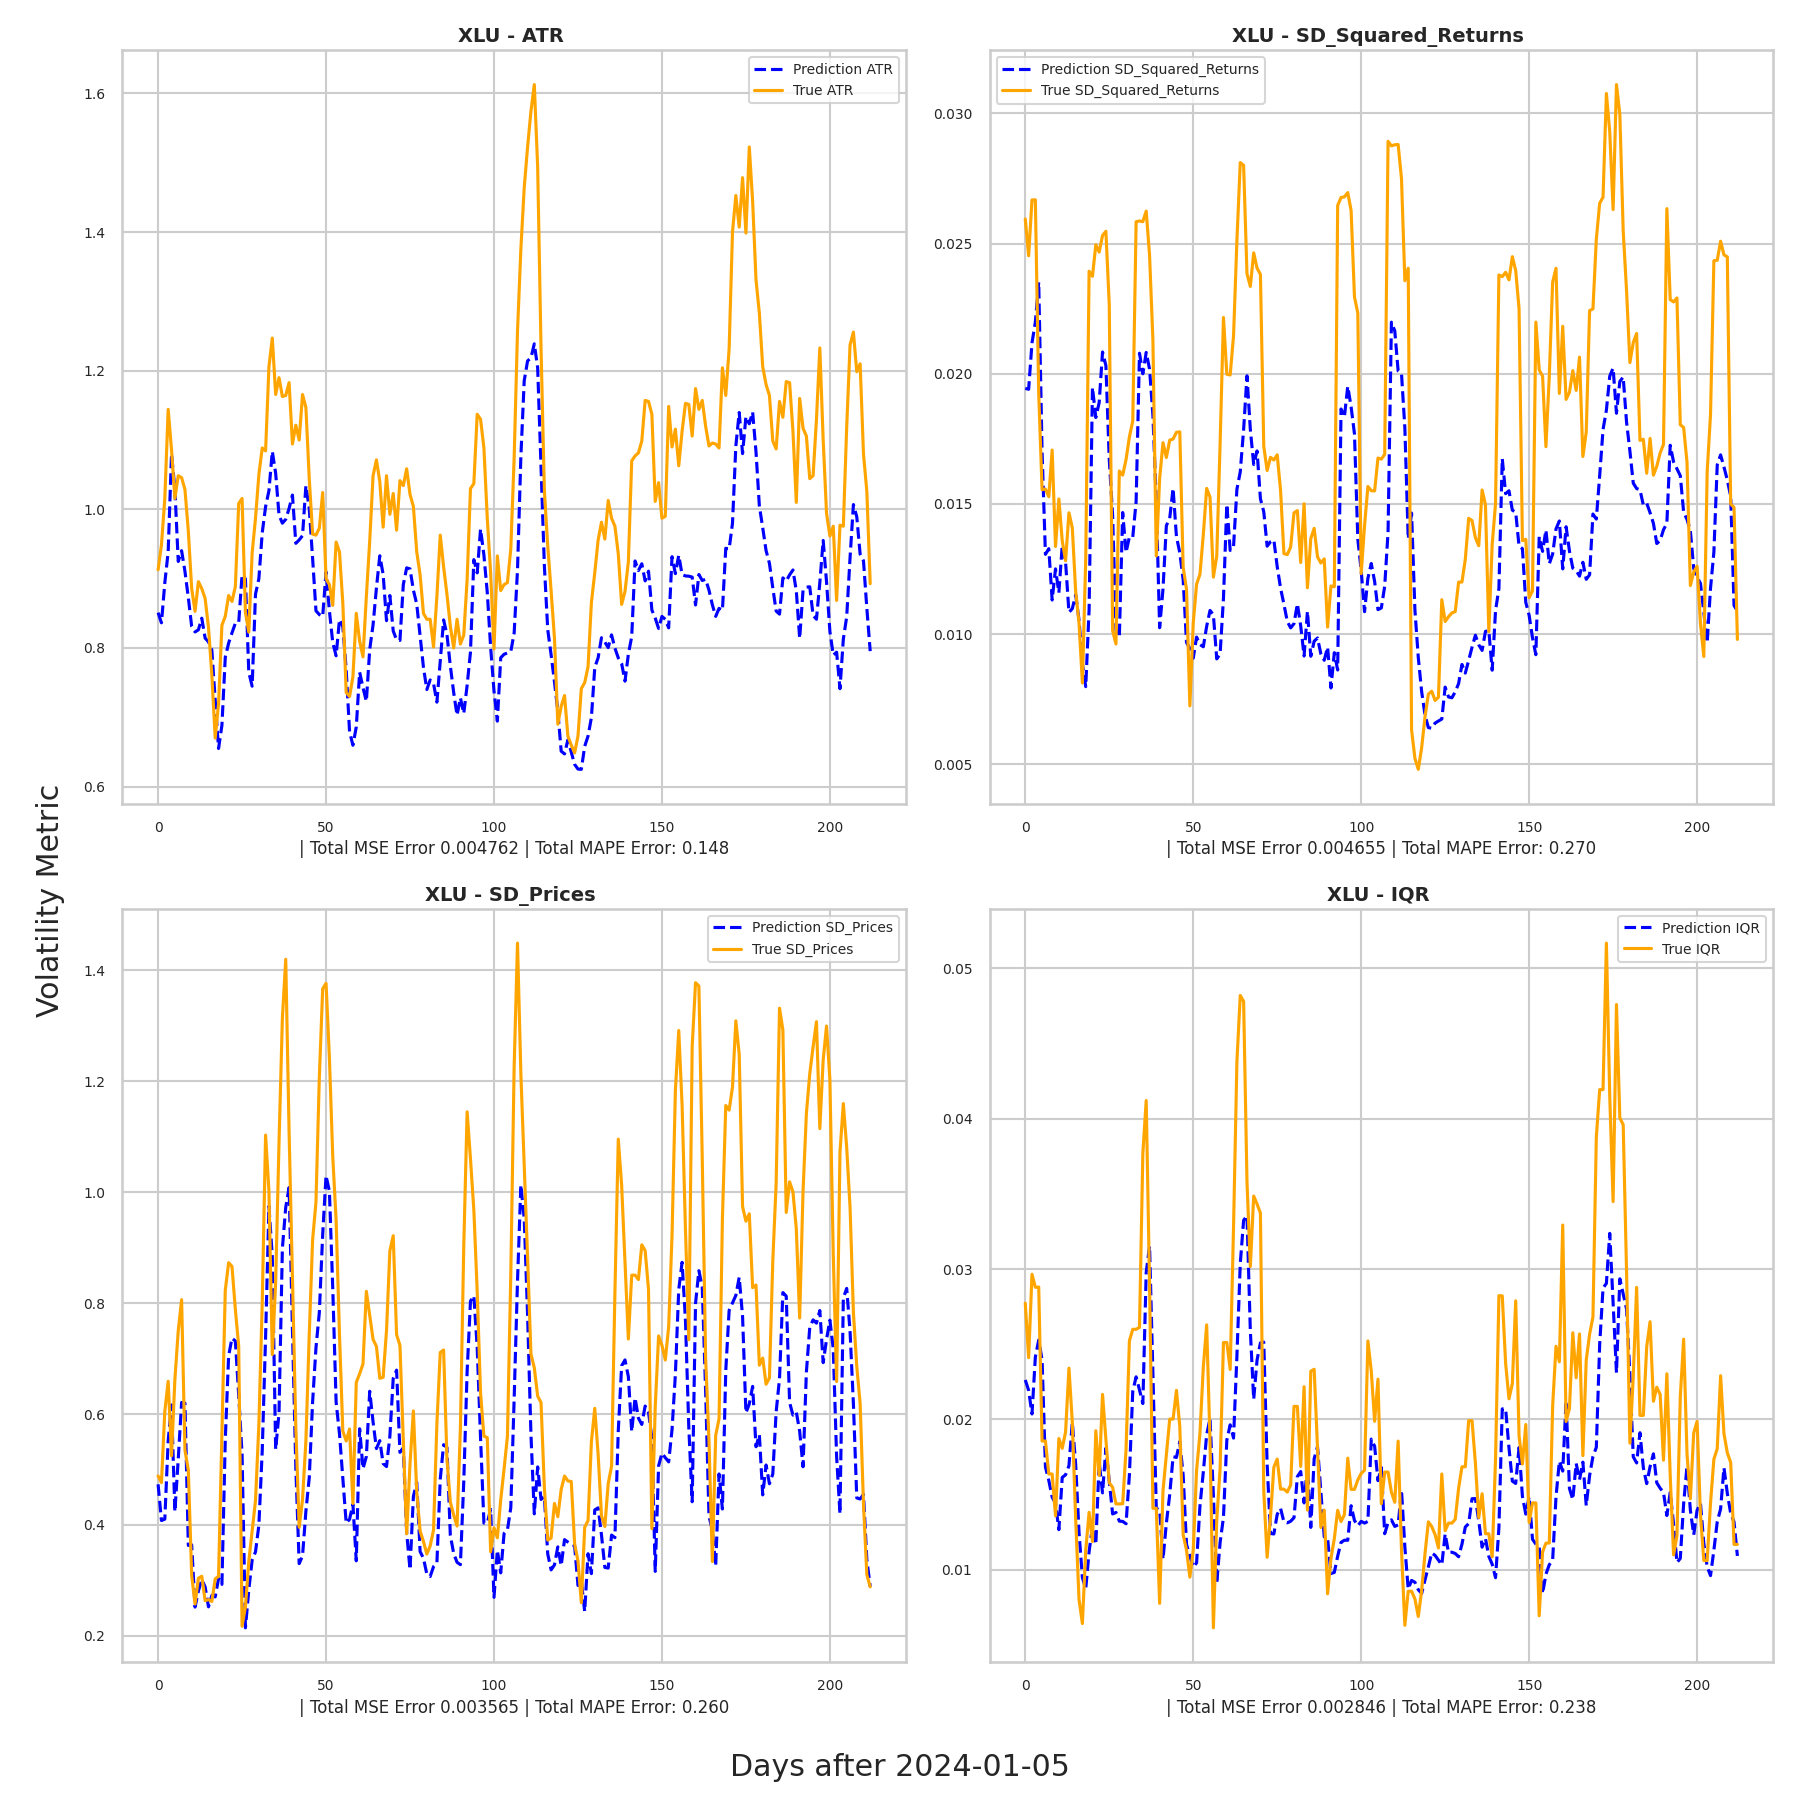 XLU - ATR
Prediction ATR
True ATR
1.6
1.4
1.2
1.0
0.8
0.6
0
50
100
150
200
| Total MSE Error 0.004762 | Total MAPE Error: 0.148
XLU - SD_Squared_Returns
Prediction SD_Squared_Returns
True SD_Squared_Returns
0.030
0.025
0.020
0.015
0.010
0.005
0
50
100
150
200
| Total MSE Error 0.004655 | Total MAPE Error: 0.270
Volatility Metric
XLU - SD_Prices
Prediction SD_Prices
True SD_Prices
1.4
1.2
1.0
0.8
0.6
0.4
0.2
0
50
100
150
200
| Total MSE Error 0.003565 | Total MAPE Error: 0.260
XLU - IQR
Prediction IQR
True IQR
0.05
0.04
0.03
0.02
0.01
0
50
100
150
200
| Total MSE Error 0.002846 | Total MAPE Error: 0.238
Days after 2024-01-05